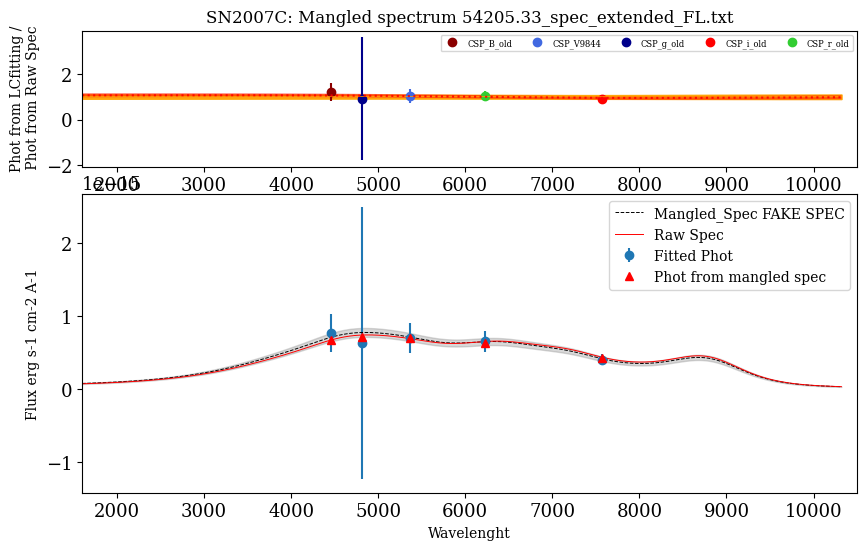 SN2007C: Mangled spectrum 54205.33_spec_extended_FL.txt
Phot from LCfitting /
Phot from Raw Spec
CSP_B_old CSP_V9844 CSP_g_old CSP_i_old CSP_r_old
2
0
−2
2000 3000 4000 5000 6000 7000 8000 9000 10000
1e−15
Flux erg s-1 cm-2 A-1
Mangled_Spec FAKE SPEC
Raw Spec
Fitted Phot
Phot from mangled spec
2
1
0
−1
2000 3000 4000 5000 6000 7000 8000 9000 10000
Wavelenght